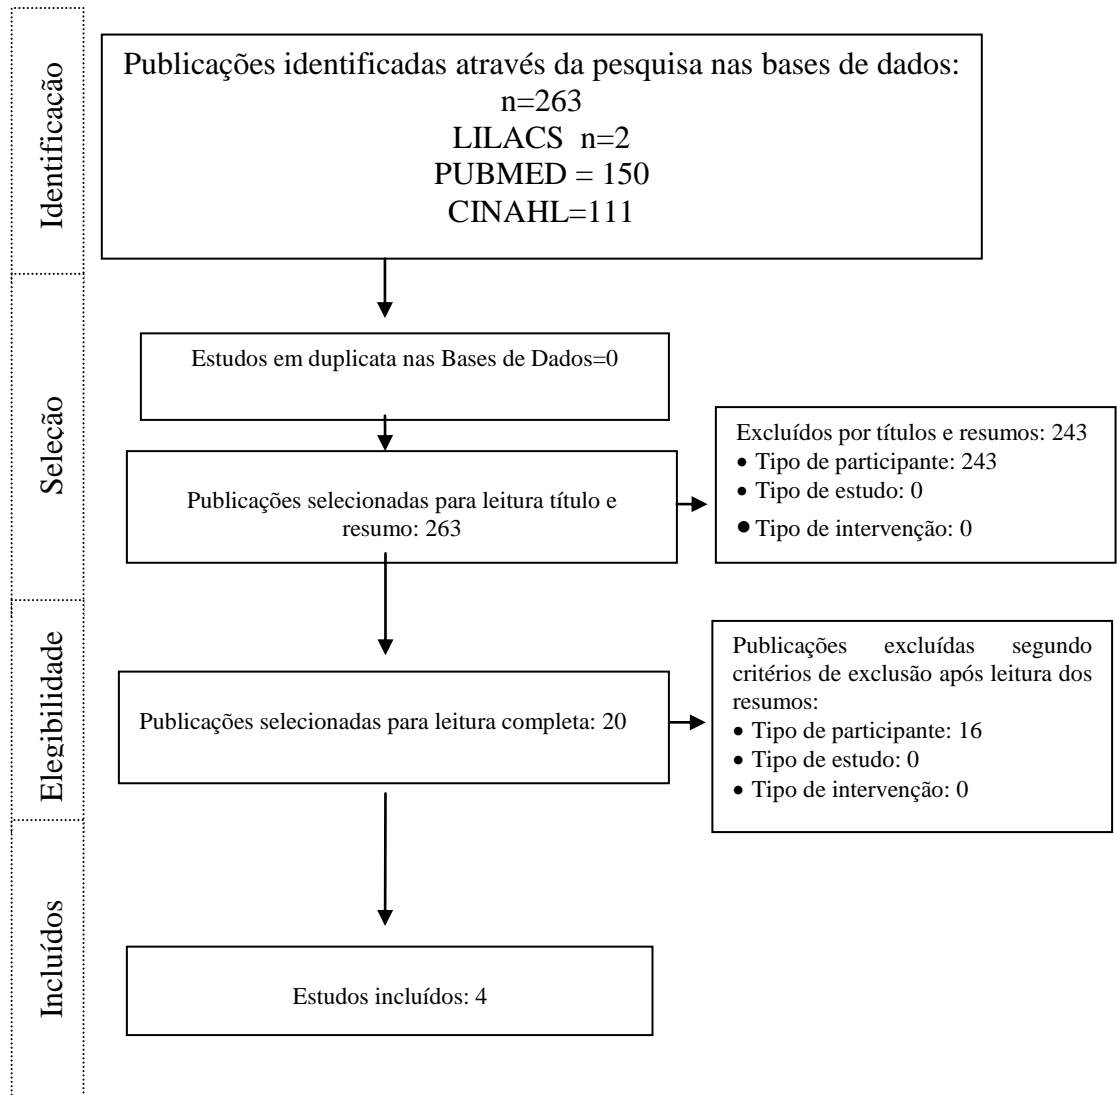 Identificação
Publicações identificadas através da pesquisa nas bases de dados:
n=263
LILACS n=2
PUBMED = 150
CINAHL=111
Seleção
Estudos em duplicata nas Bases de Dados=0
Publicações selecionadas para leitura título e
resumo: 263
Excluídos por títulos e resumos: 243
• Tipo de participante: 243
• Tipo de estudo: 0
• Tipo de intervenção: 0
Elegibilidade
Publicações selecionadas para leitura completa: 20
Publicações excluídas segundo
critérios de exclusão após leitura dos
resumos:
• Tipo de participante: 16
• Tipo de estudo: 0
• Tipo de intervenção: 0
Incluídos
Estudos incluídos: 4